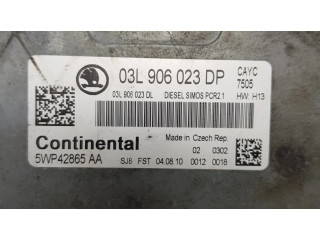 03L 906 023 DP
CAYC
7505
03L 906 023 DL DIESEL SIMOS PCR2.1 HW: H13
Continental
Made in Czech Rep.
02 0302
5WP42865 AA SJ8 FST 04.08.10 0012 0018